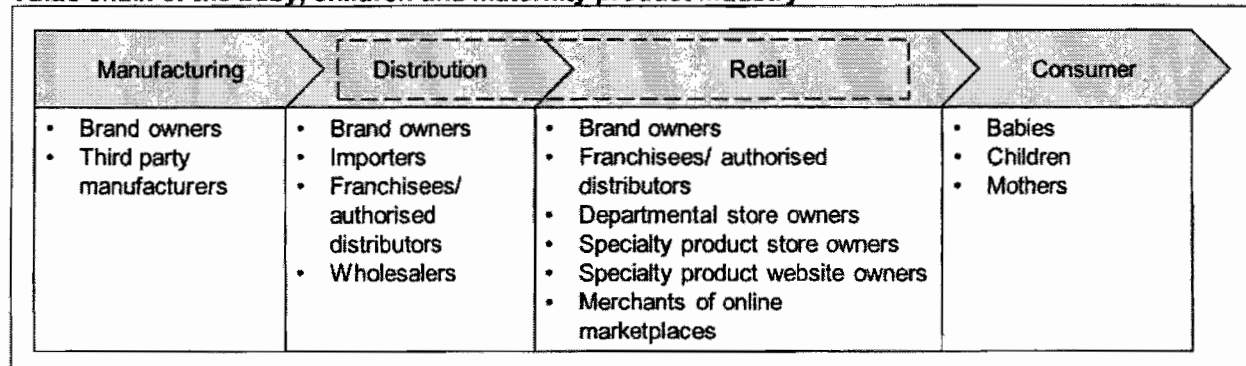 Value chain of the baby, children and maternity product industry
Manufacturing
Distribution
Retail
Consumer
• Brand owners
• Third party
manufacturers
• Brand owners
• Importers
• Franchisees/
authorised
distributors
• Wholesalers
• Brand owners
• Franchisees/ authorised
distributors
• Departmental store owners
• Specialty product store owners
• Specialty product website owners
• Merchants of online
marketplaces
• Babies
• Children
• Mothers